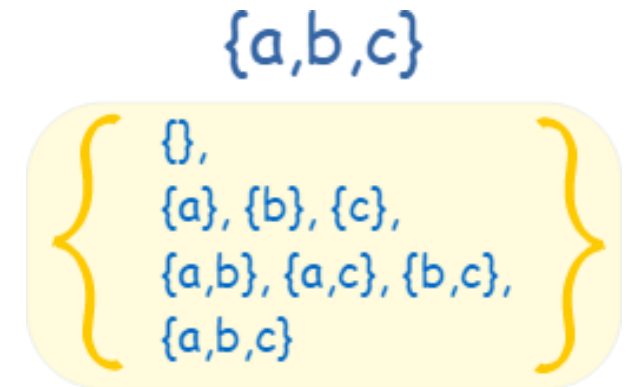 {a,b,c}
{},
{a}, {b}, {c},
{a,b}, {a,c}, {b,c},
{a,b,c}